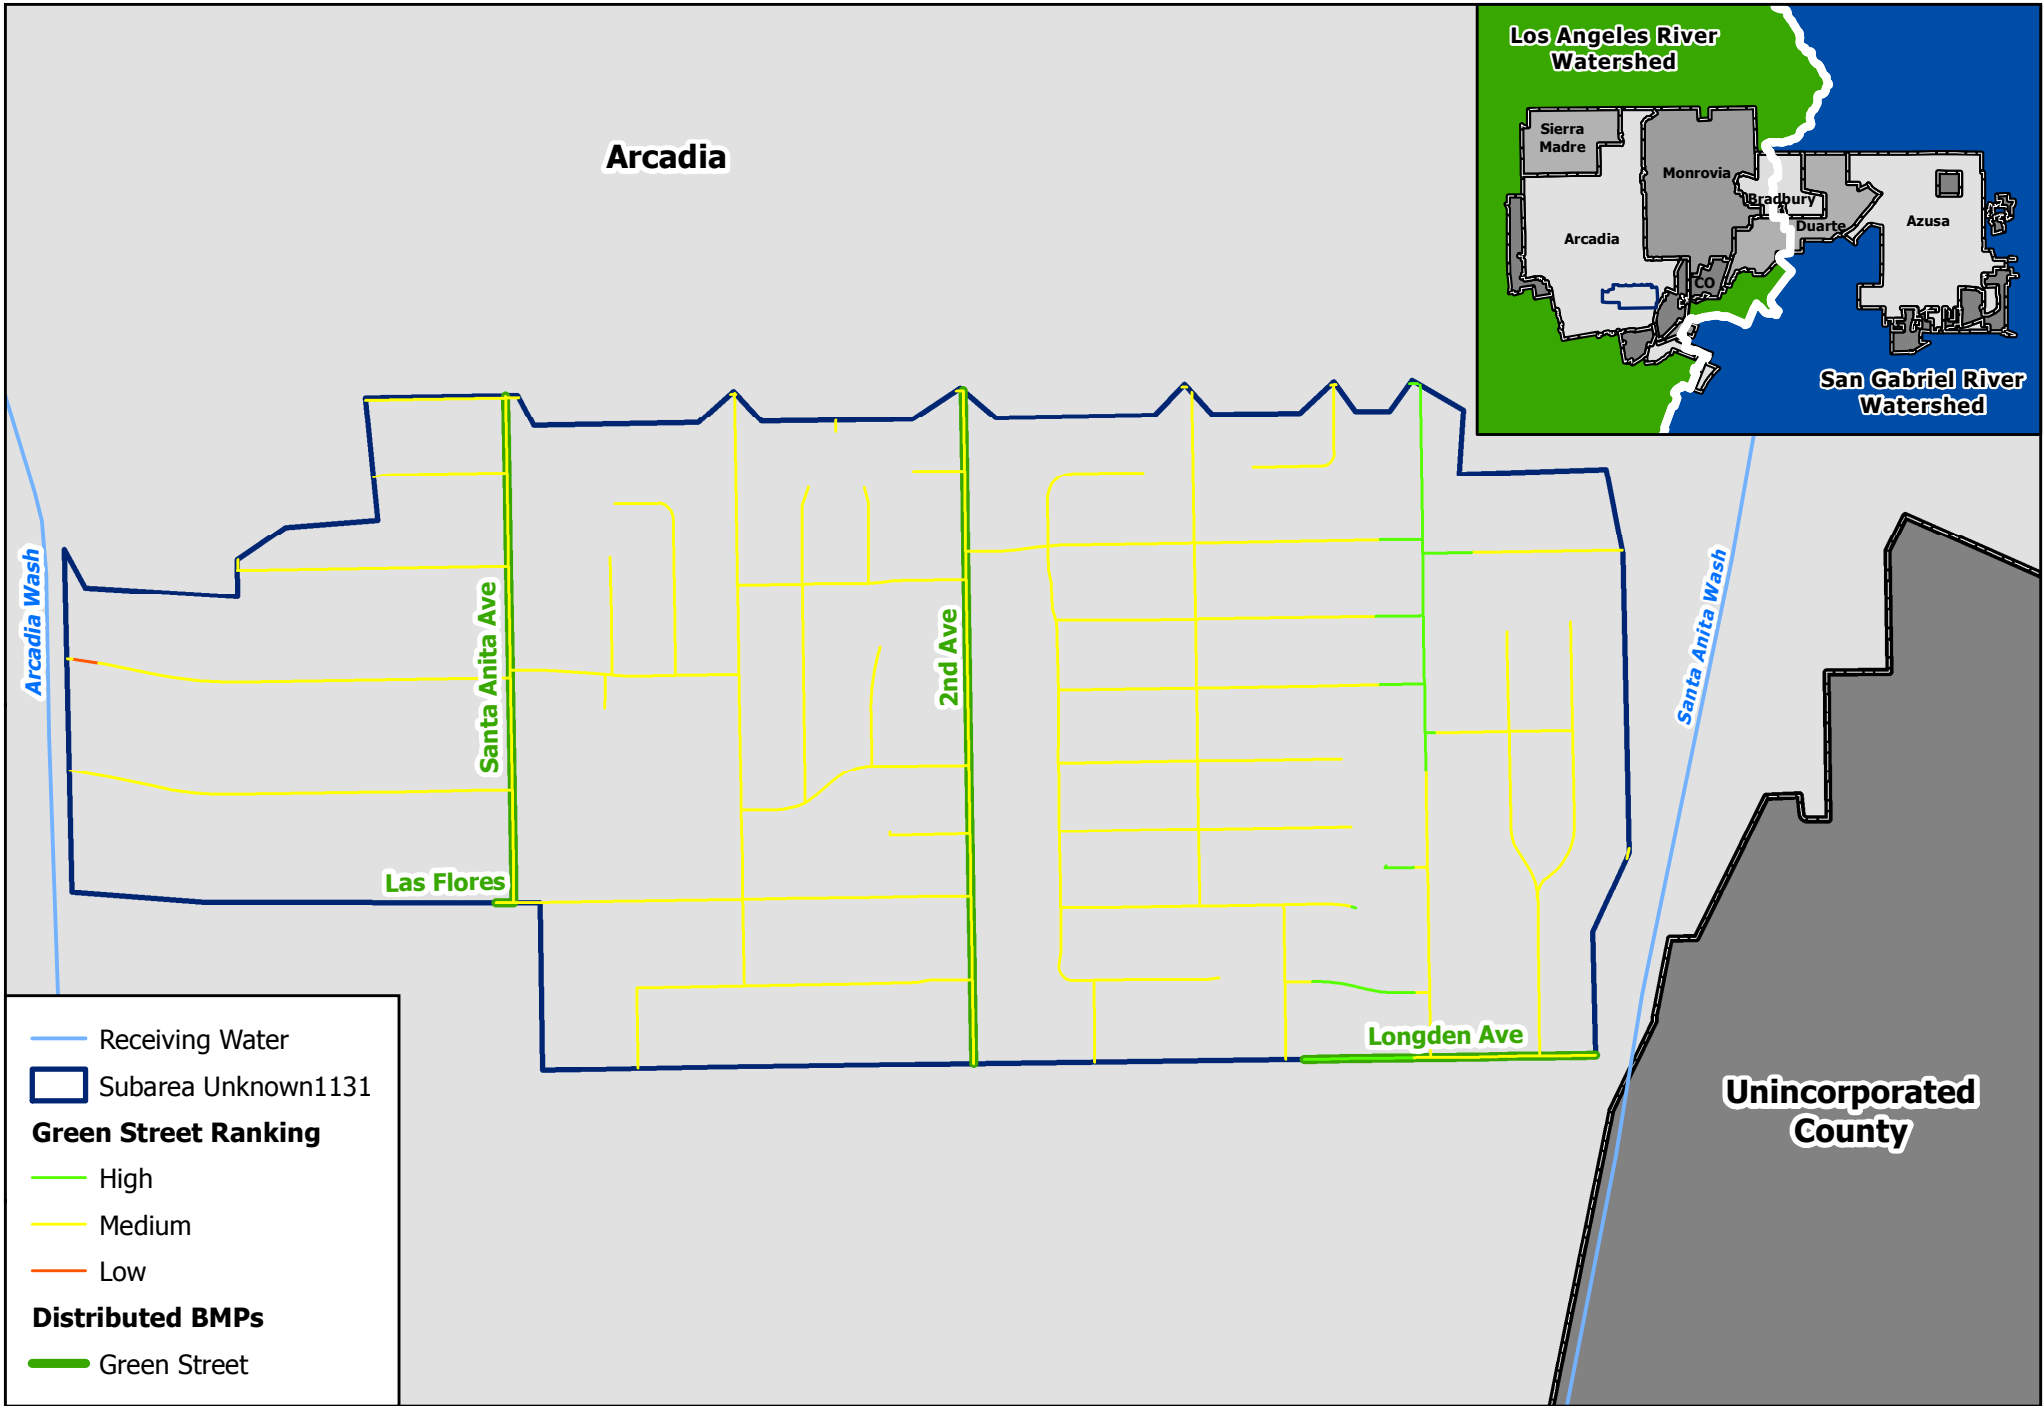 Arcadia
Los Angeles River
Watershed
Sierra
Madre
Monrovia
Bradbury
Duarte
Azusa
Arcadia
CO
San Gabriel River
Watershed
Arcadia Wash
Santa Anita Ave
2nd Ave
Santa Anita Wash
Las Flores
Longden Ave
Unincorporated
County
Receiving Water
Subarea Unknown1131
Green Street Ranking
High
Medium
Low
Distributed BMPs
Green Street